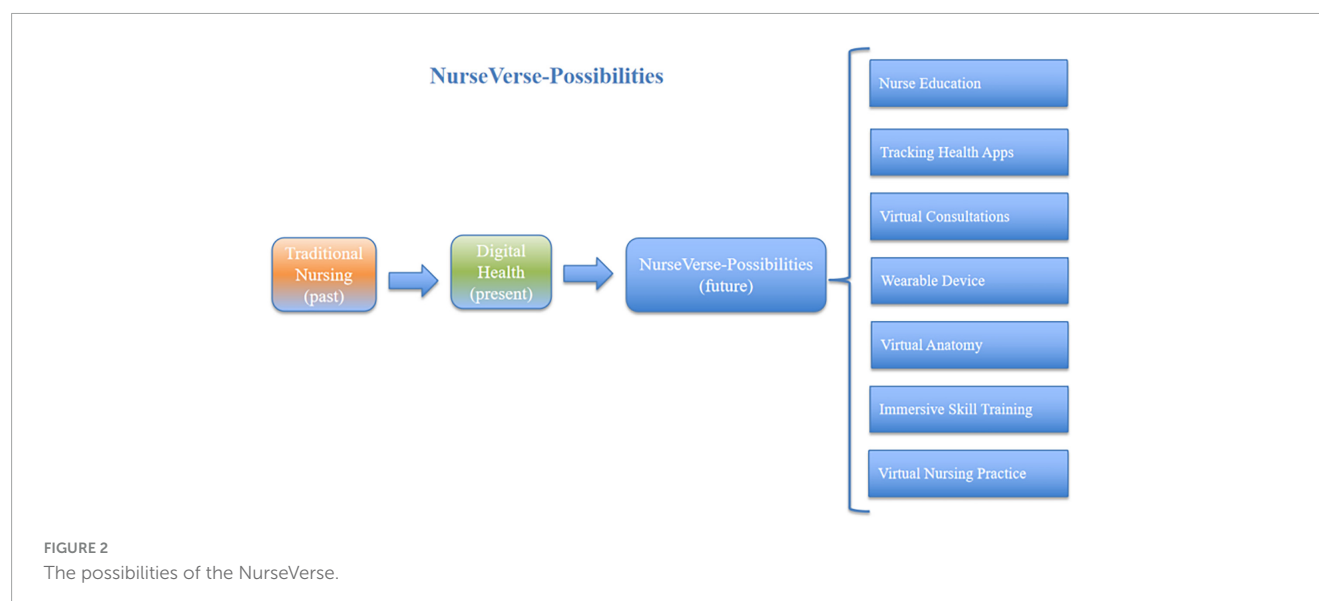 NurseVerse-Possibilities
Traditional
Nursing
(past)
Digital
Health
(present)
NurseVerse-Possibilities
(future)
Nurse Education
Tracking Health Apps
Virtual Consultations
Wearable Device
Virtual Anatomy
Immersive Skill Training
Virtual Nursing Practice
FIGURE 2
The possibilities of the NurseVerse.